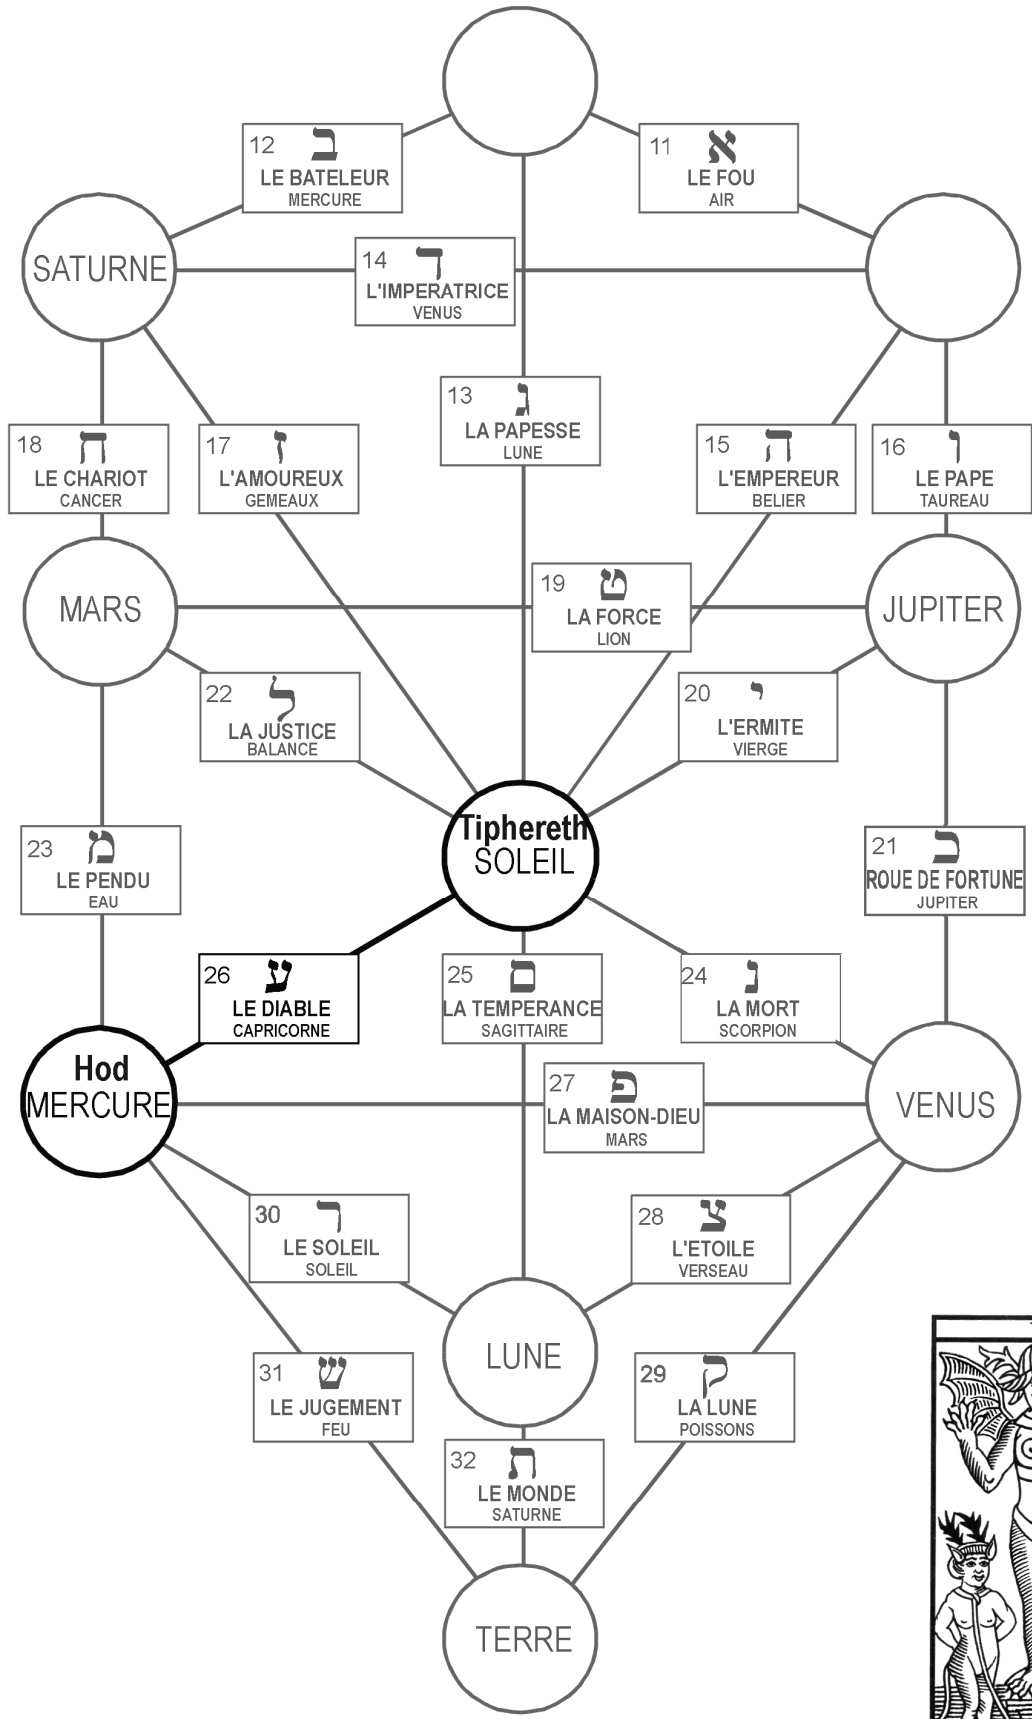 12 ב
LE BATELEUR
MERCURE
11 א
LE FOU
AIR
SATURNE
14 ד
L'IMPERATRICE
VENUS
13 ג
LA PAPESSE
LUNE
18 ח
LE CHARIOT
CANCER
17 ז
L'AMOUREUX
GEMEAUX
15 ה
L'EMPEREUR
BELIER
16 ו
LE PAPE
TAUREAU
MARS
19 ט
LA FORCE
LION
JUPITER
22 ל
LA JUSTICE
BALANCE
20 י
L'ERMITE
VIERGE
Tiphereth
SOLEIL
23 מ
LE PENDU
EAU
21 כ
ROUE DE FORTUNE
JUPITER
26 ע
LE DIABLE
CAPRICORNE
25 ם
LA TEMPERANCE
SAGITTAIRE
24 נ
LA MORT
SCORPION
Hod
MERCURE
27 פ
LA MAISON-DIEU
MARS
VENUS
30 ר
LE SOLEIL
SOLEIL
28 צ
L'ETOILE
VERSEAU
LUNE
31 ש
LE JUGEMENT
FEU
29 ק
LA LUNE
POISSONS
32 ת
LE MONDE
SATURNE
TERRE